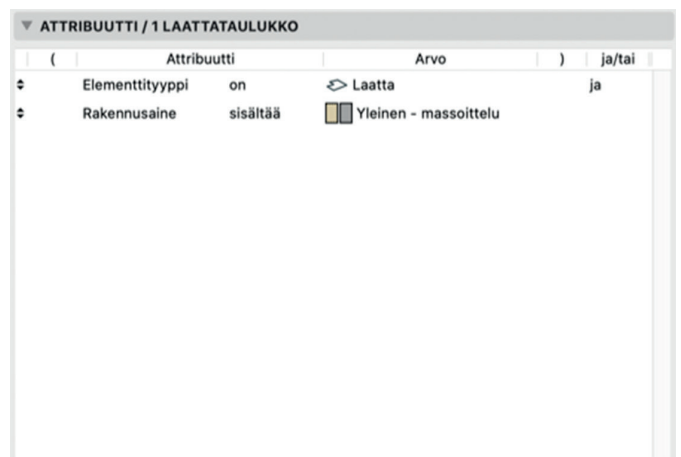 ATTRIBUUTTI / 1 LAATTATAULUKKO
( Attribuutti Arvo ) ja/tai
Elementtityyppi on Laatta ja
Rakennusaine sisältää Yleinen - massoittelu